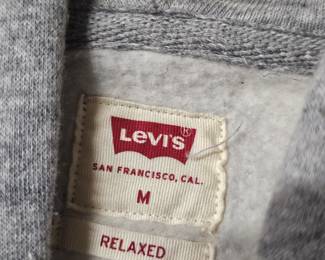 Levi's®
SAN FRANCISCO, CAL.
M
RELAXED